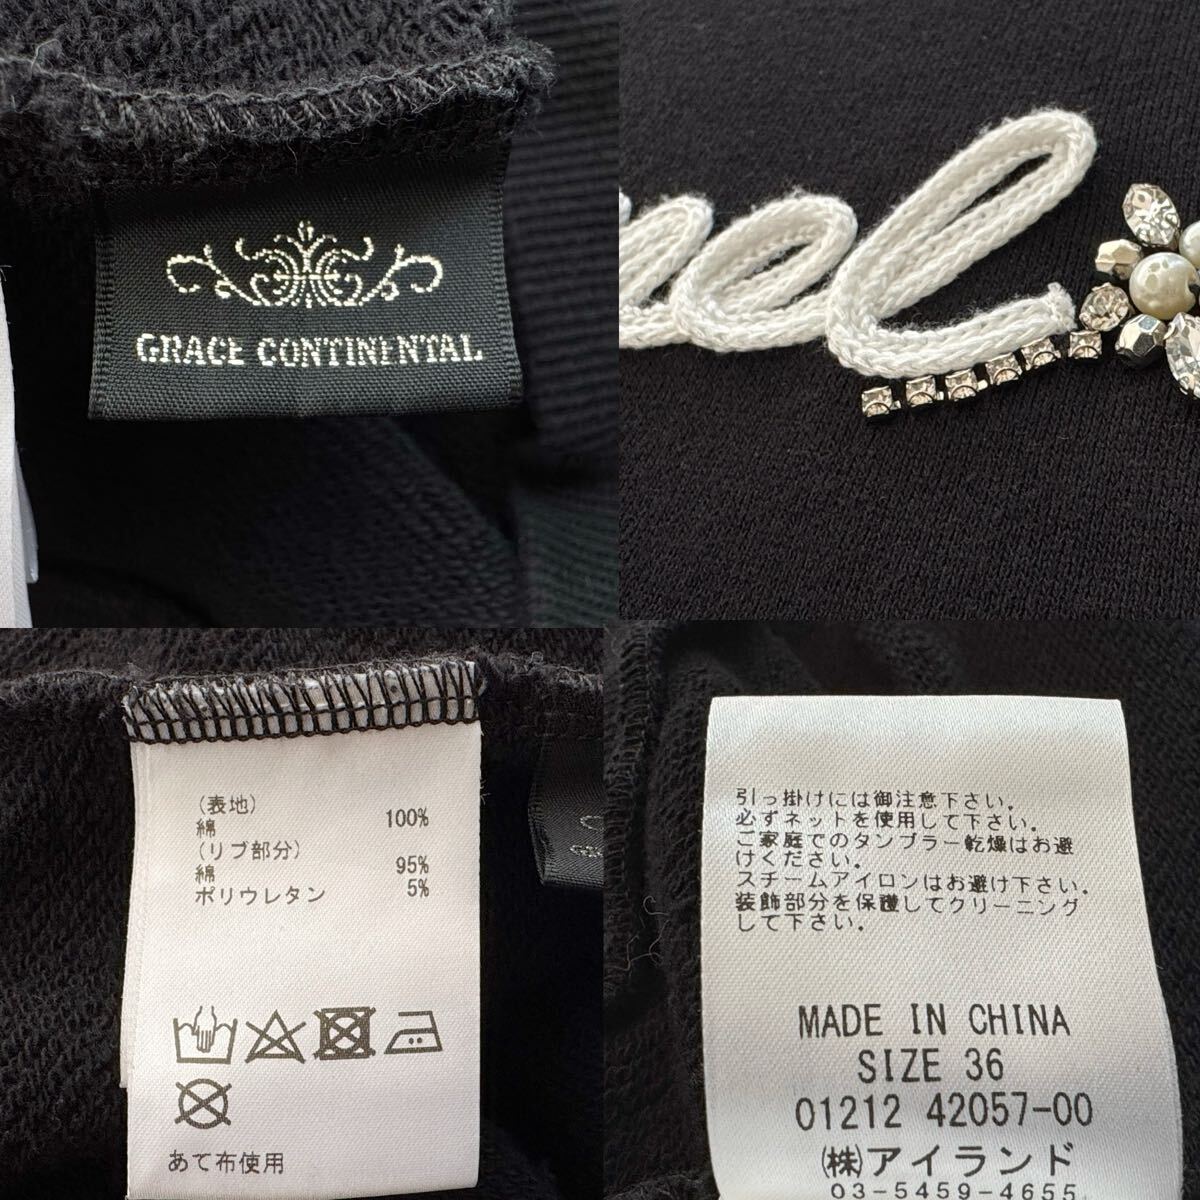 GRACE CONTINENTAL
el
(表地)
綿 100%
(リブ部分)
綿 95%
ポリウレタン 5%
あて布使用
引っ掛けには御注意下さい。
必ずネットを使用して下さい。
ご家庭でのタンブラー乾燥はお避
けください。
スチームアイロンはお避け下さい。
装飾部分を保護してクリーニング
して下さい。
MADE IN CHINA
SIZE 36
01212 42057-00
(株)アイランド
03-5459-4655